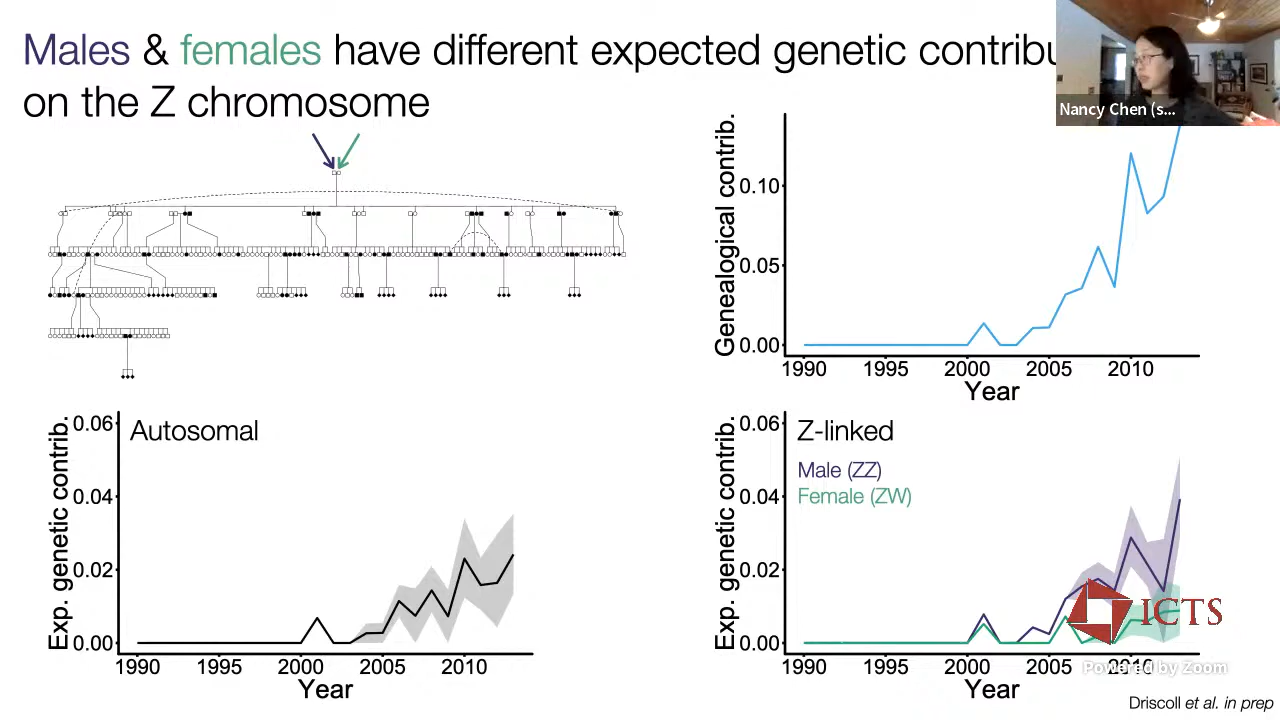 Males & females have different expected genetic
on the Z chromosome
Nancy Chen (s...
Genealogical contrib.
0.10
0.05
0.00
1990 1995 2000 2005 2010
Year
Exp. genetic contrib.
Autosomal
0.06
0.04
0.02
0.00
1990 1995 2000 2005 2010
Year
Exp. genetic contrib.
Z-linked
Male (ZZ)
Female (ZW)
0.06
0.04
0.02
0.00
1990 1995 2000 2005 2010
Year
ICTS
Powered by Zoom
Driscoll et al. in prep